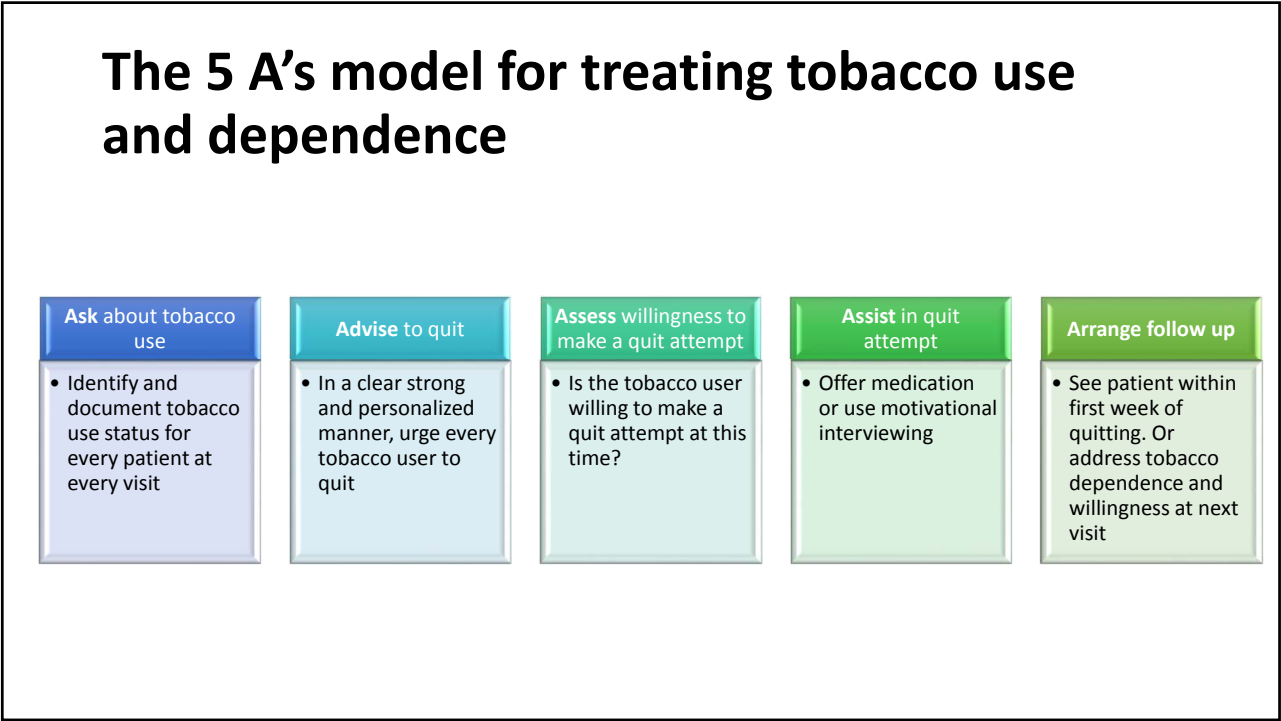 The 5 A’s model for treating tobacco use
and dependence
Ask about tobacco
use
• Identify and
document tobacco
use status for
every patient at
every visit
Advise to quit
• In a clear strong
and personalized
manner, urge every
tobacco user to
quit
Assess willingness to
make a quit attempt
• Is the tobacco user
willing to make a
quit attempt at this
time?
Assist in quit
attempt
• Offer medication
or use motivational
interviewing
Arrange follow up
• See patient within
first week of
quitting. Or
address tobacco
dependence and
willingness at next
visit